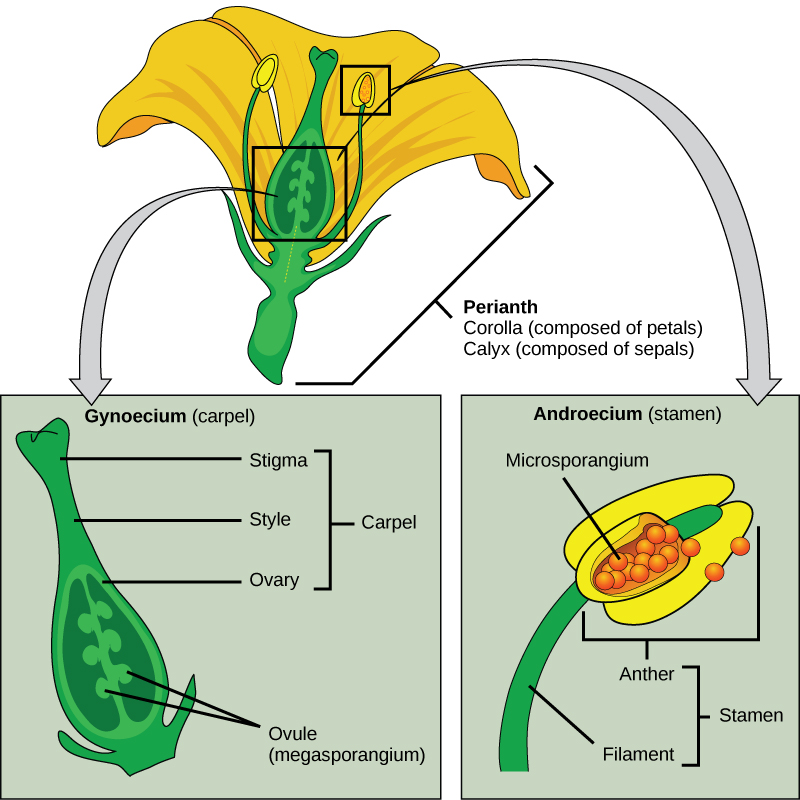 Perianth
Corolla (composed of petals)
Calyx (composed of sepals)
Gynoecium (carpel)
Stigma
Style
Carpel
Ovary
Ovule
(megasporangium)
Androecium (stamen)
Microsporangium
Anther
Stamen
Filament